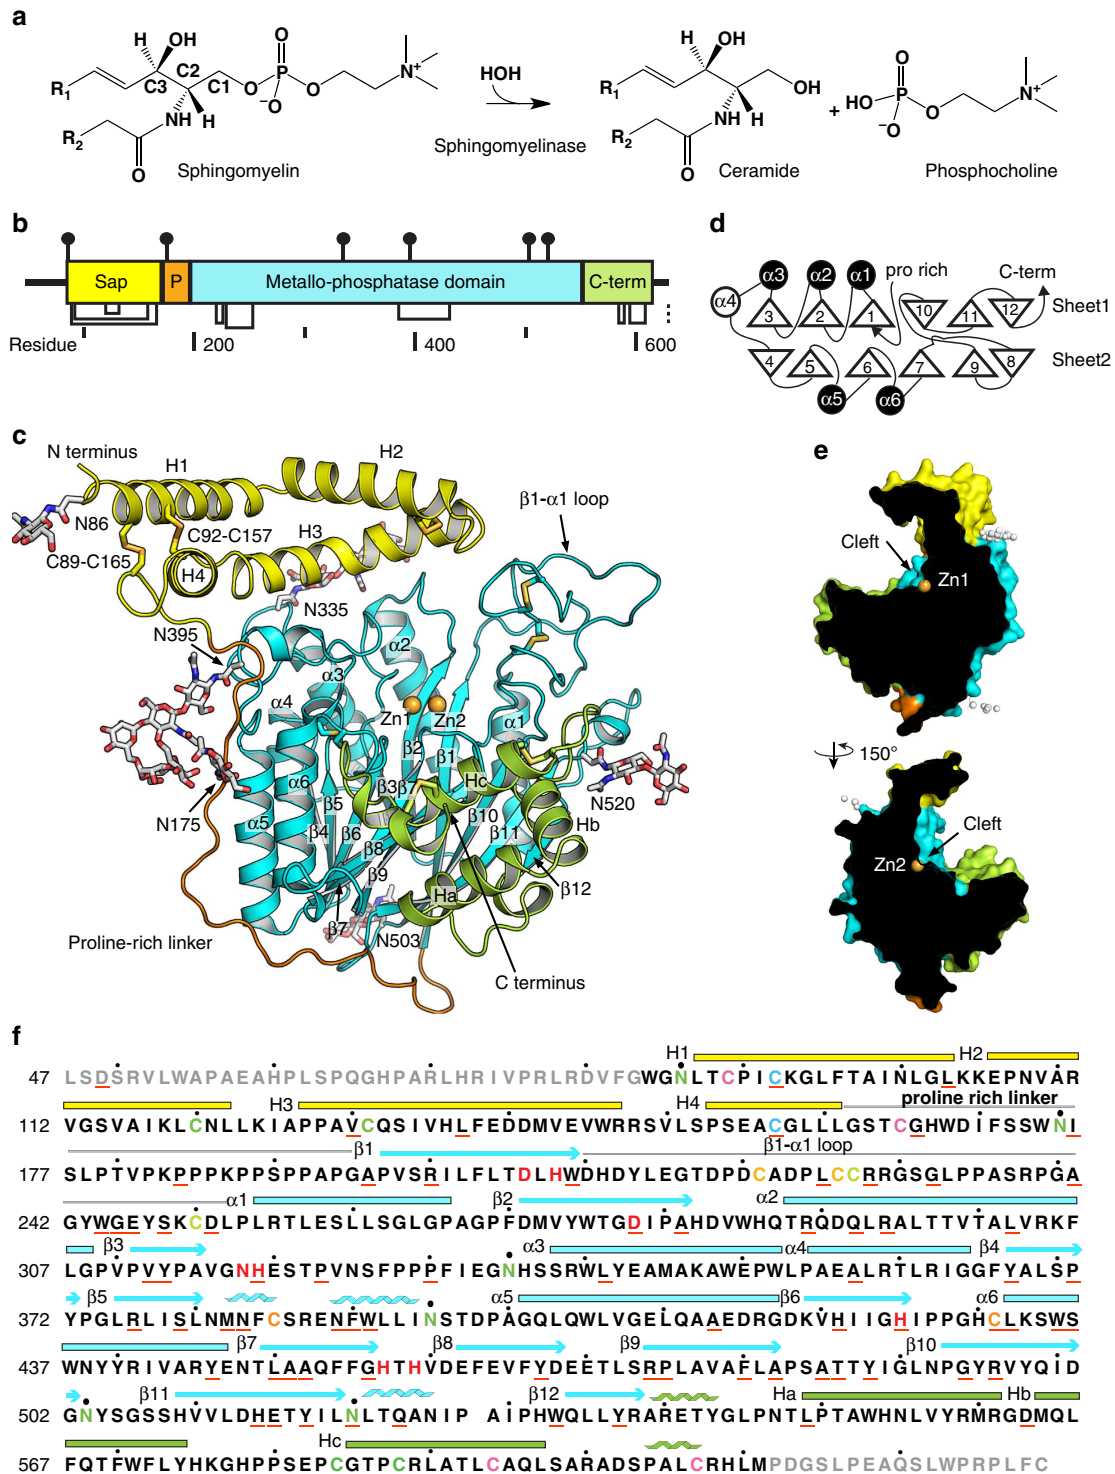 a
H OH
C2
C3 C1
R1
NH H
R2
O
O
O P O
−O
N+
Sphingomyelin
HOH
Sphingomyelinase
H OH
OH
R1
NH H
R2
O
Ceramide
+
O
HO P
−O O
N+
Phosphocholine
b
Sap P Metallo-phosphatase domain C-term
Residue 200 400 600
d
α3 α2 α1 pro rich C-term
α4 3 2 1 10 11 12 Sheet1
4 5 6 7 9 8 Sheet2
α5 α6
c
N terminus
H1
H2
N86
C92-C157
H3
C89-C165
H4
β1-α1 loop
N335
N395
α2
α3
α4
Zn1 Zn2
α1
β2
β1
α6
β3 β7
Hc
β5
N520
N175
α5
β4
β6
β10
Hb
β8
β11
β9
β12
Ha
β7
N503
Proline-rich linker
C terminus
e
Cleft
Zn1
150°
Cleft
Zn2
f
H1 H2
47 LSDSRVLWAPAEAHPLSPQGHPARLHRIVPRLRDVFGWGNLTCPICKGLFTAINLGLKKEPNVAR
H3 H4 proline rich linker
112 VGSVAIKLCNLLKIAPPAVCQSIVHLFEDDMVEVWRRSVLSPSEACGLLLGSTCGHWDIFSSWNI
β1 β1-α1 loop
177 SLPTVPKPPPKPPSPPAPGAPVSRILFLTDLHWDHDYLEGTDPDCADPLCCRRGSGLPPASRPGA
α1 β2 α2
242 GYWGEYSKCDLPLRTLESLLSGLGPAGPFDMVYWTGDIPAHDVWHQTRQDQLRALTTVTALVRKF
β3 α3 α4 β4
307 LGPVPVYPAVGNHESTPVNSFPPPFIEGNHSSRWLYEAMAKAWEPWLPAEALRTLRIGGFYALSP
β5 α5 β6 α6
372 YPGLRLISLNMNFCSRENFWLLINSTDPAGQLQWLVGELQAAEDRGDKVHIIGHIPPGHCLKSWS
β7 β8 β9 β10
437 WNYYRIVARYENTLAAQFFGHTHVDEFEVFYDEETLSRPLAVAFLAPSATTYIGLNPGYRVYQID
β11 β12 Ha Hb
502 GNYSGSSHVVLDHETYILNLTQANIP AIPHWQLLYRARETYGLPNTLPTAWHNLVYRMRGDMQL
Hc
567 FQTFWFLYHKGHPPSEPCGTPCRLATLCAQLSARADSPALCRHLMPDGSLPEAQSLWPRPLFC